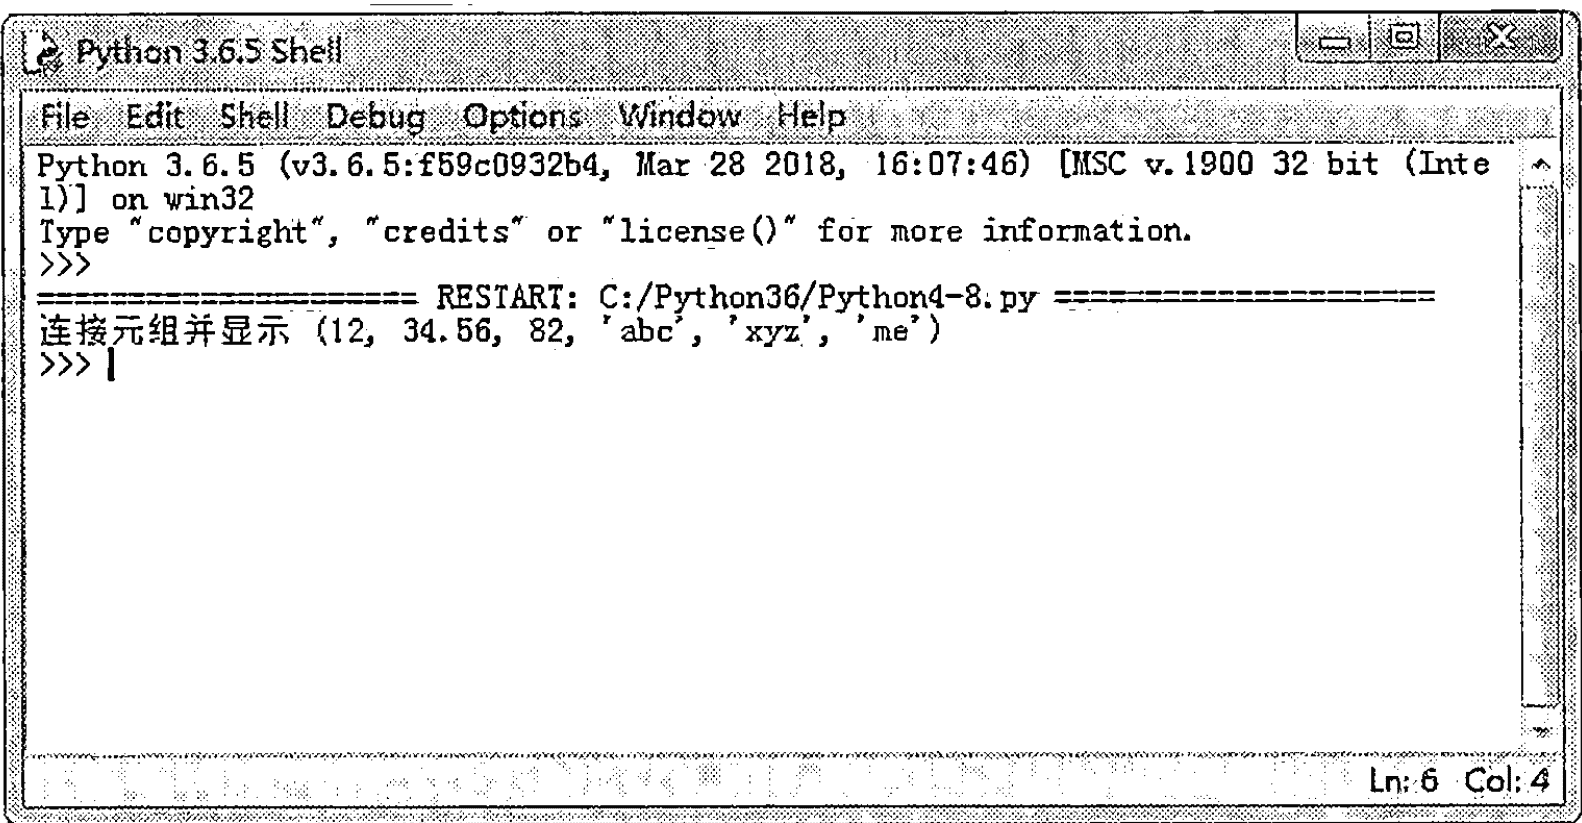 Python 3.6.5 Shell
File Edit Shell Debug Options Window Help
Python 3.6.5 (v3.6.5:f59c0932b4, Mar 28 2018, 16:07:46) [MSC v.1900 32 bit (Inte
l)] on win32
Type "copyright", "credits" or "license()" for more information.
>>>
===================== RESTART: C:/Python36/Python4-8.py =====================
连接元组并显示 (12, 34.56, 82, 'abc', 'xyz', 'me')
>>>
Ln: 6 Col: 4